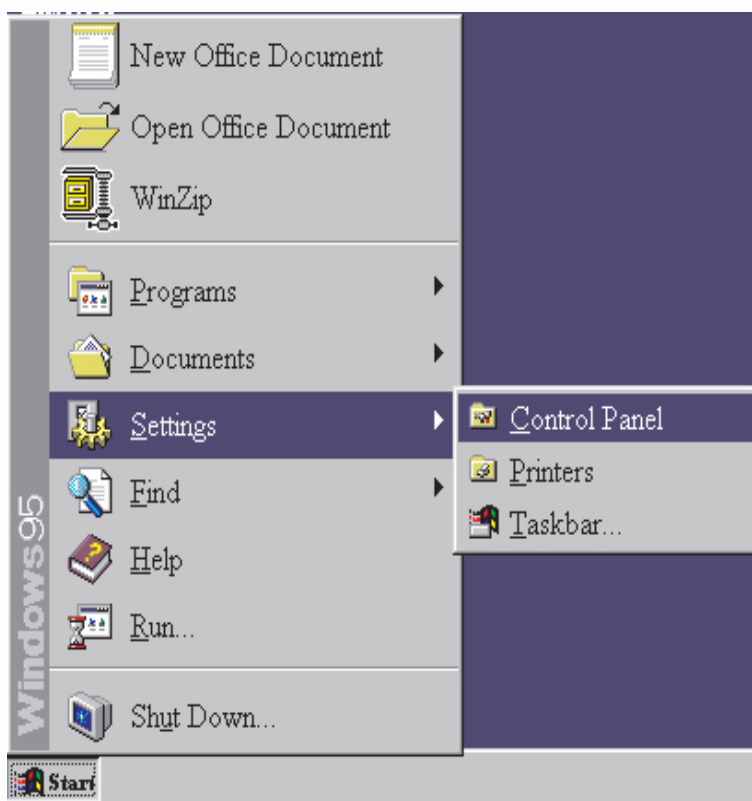 New Office Document
Open Office Document
WinZip
Programs
Documents
Settings
Control Panel
Printers
Taskbar...
Find
Help
Run...
Shut Down...
Windows95
Start